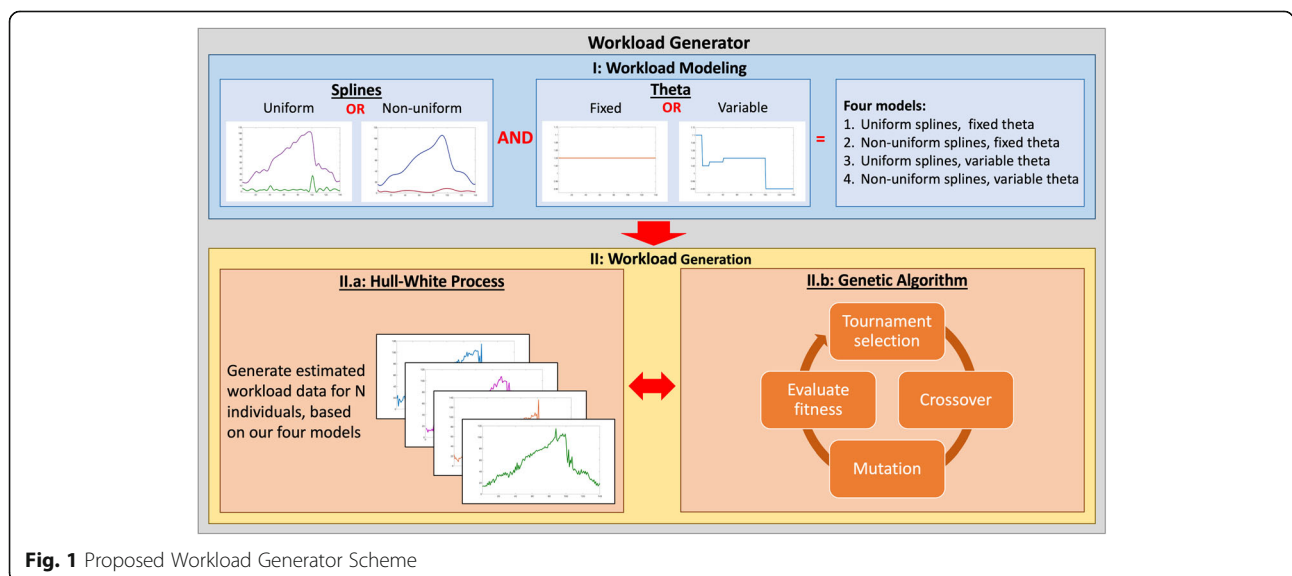 Workload Generator
I: Workload Modeling
Splines
Uniform OR Non-uniform
AND
Theta
Fixed OR Variable
=
Four models:
1. Uniform splines, fixed theta
2. Non-uniform splines, fixed theta
3. Uniform splines, variable theta
4. Non-uniform splines, variable theta
II: Workload Generation
II.a: Hull-White Process
Generate estimated
workload data for N
individuals, based
on our four models
II.b: Genetic Algorithm
Tournament
selection
Crossover
Mutation
Evaluate
fitness
Fig. 1 Proposed Workload Generator Scheme